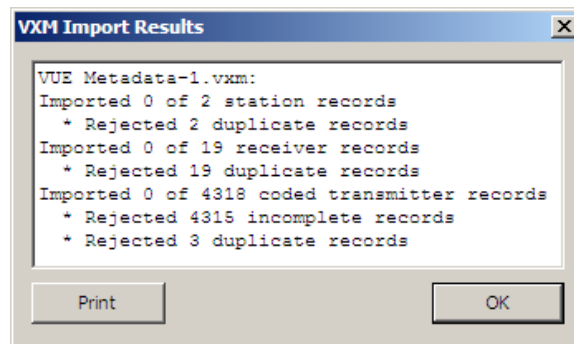 VXM Import Results
VUE Metadata-1.vxm:
Imported 0 of 2 station records
* Rejected 2 duplicate records
Imported 0 of 19 receiver records
* Rejected 19 duplicate records
Imported 0 of 4318 coded transmitter records
* Rejected 4315 incomplete records
* Rejected 3 duplicate records
Print OK